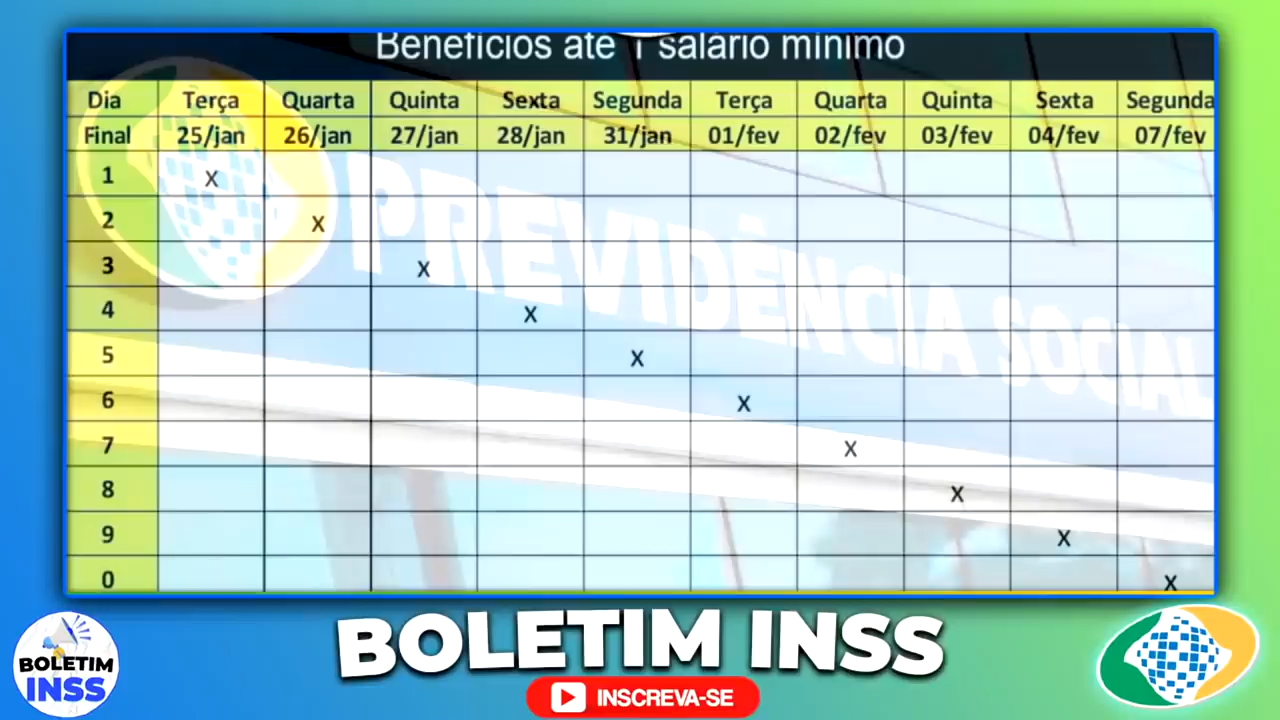 Benefícios até 1 salário mínimo
Dia Terça Quarta Quinta Sexta Segunda Terça Quarta Quinta Sexta Segunda
Final 25/jan 26/jan 27/jan 28/jan 31/jan 01/fev 02/fev 03/fev 04/fev 07/fev
1 X
2 X
3 X
4 X
5 X
6 X
7 X
8 X
9 X
0 X
PREVIDÊNCIA SOCIAL
BOLETIM INSS
INSCREVA-SE
BOLETIM
INSS